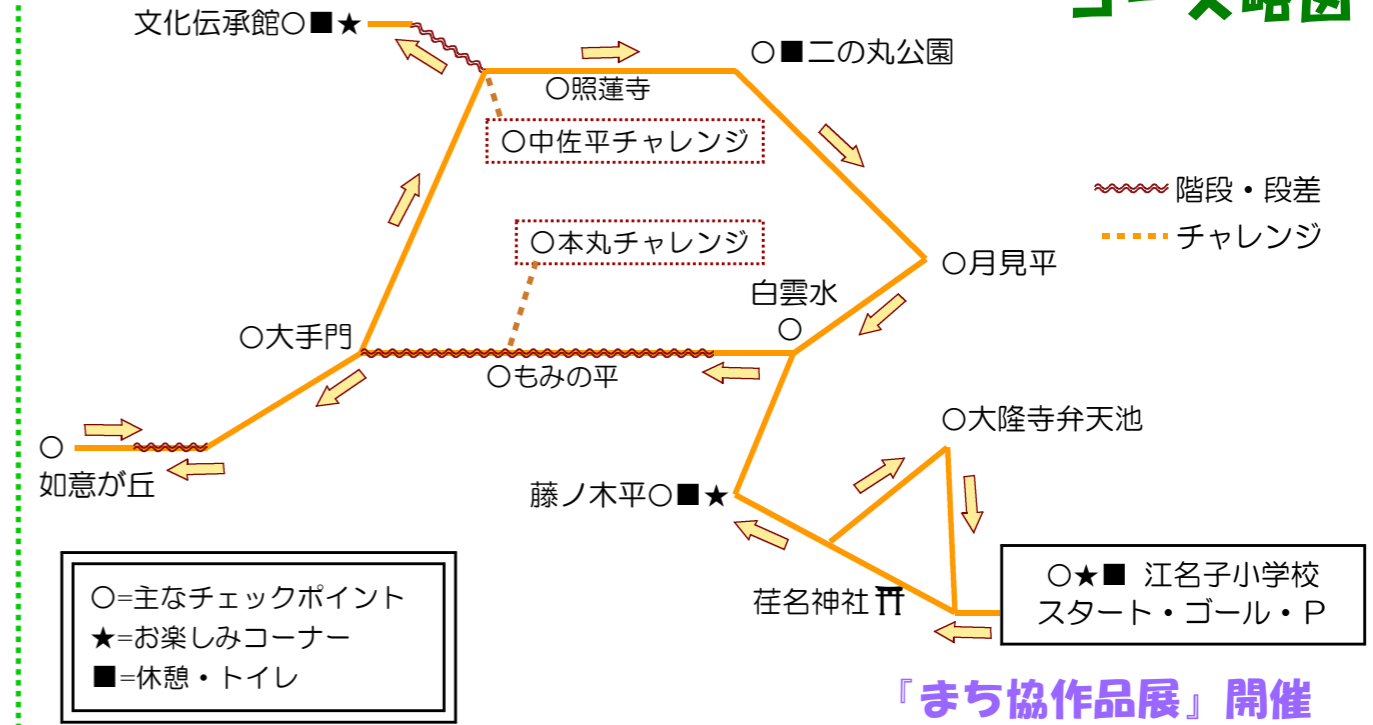 コース略図
文化伝承館○■★
○■二の丸公園
○照蓮寺
○中佐平チャレンジ
階段・段差
チャレンジ
○本丸チャレンジ
○月見平
白雲水
○
○大手門
○もみの平
○大隆寺弁天池
○
如意が丘
藤ノ木平○■★
荏名神社
○★■ 江名子小学校
スタート・ゴール・P
○=主なチェックポイント
★=お楽しみコーナー
■=休憩・トイレ
『まち協作品展』開催